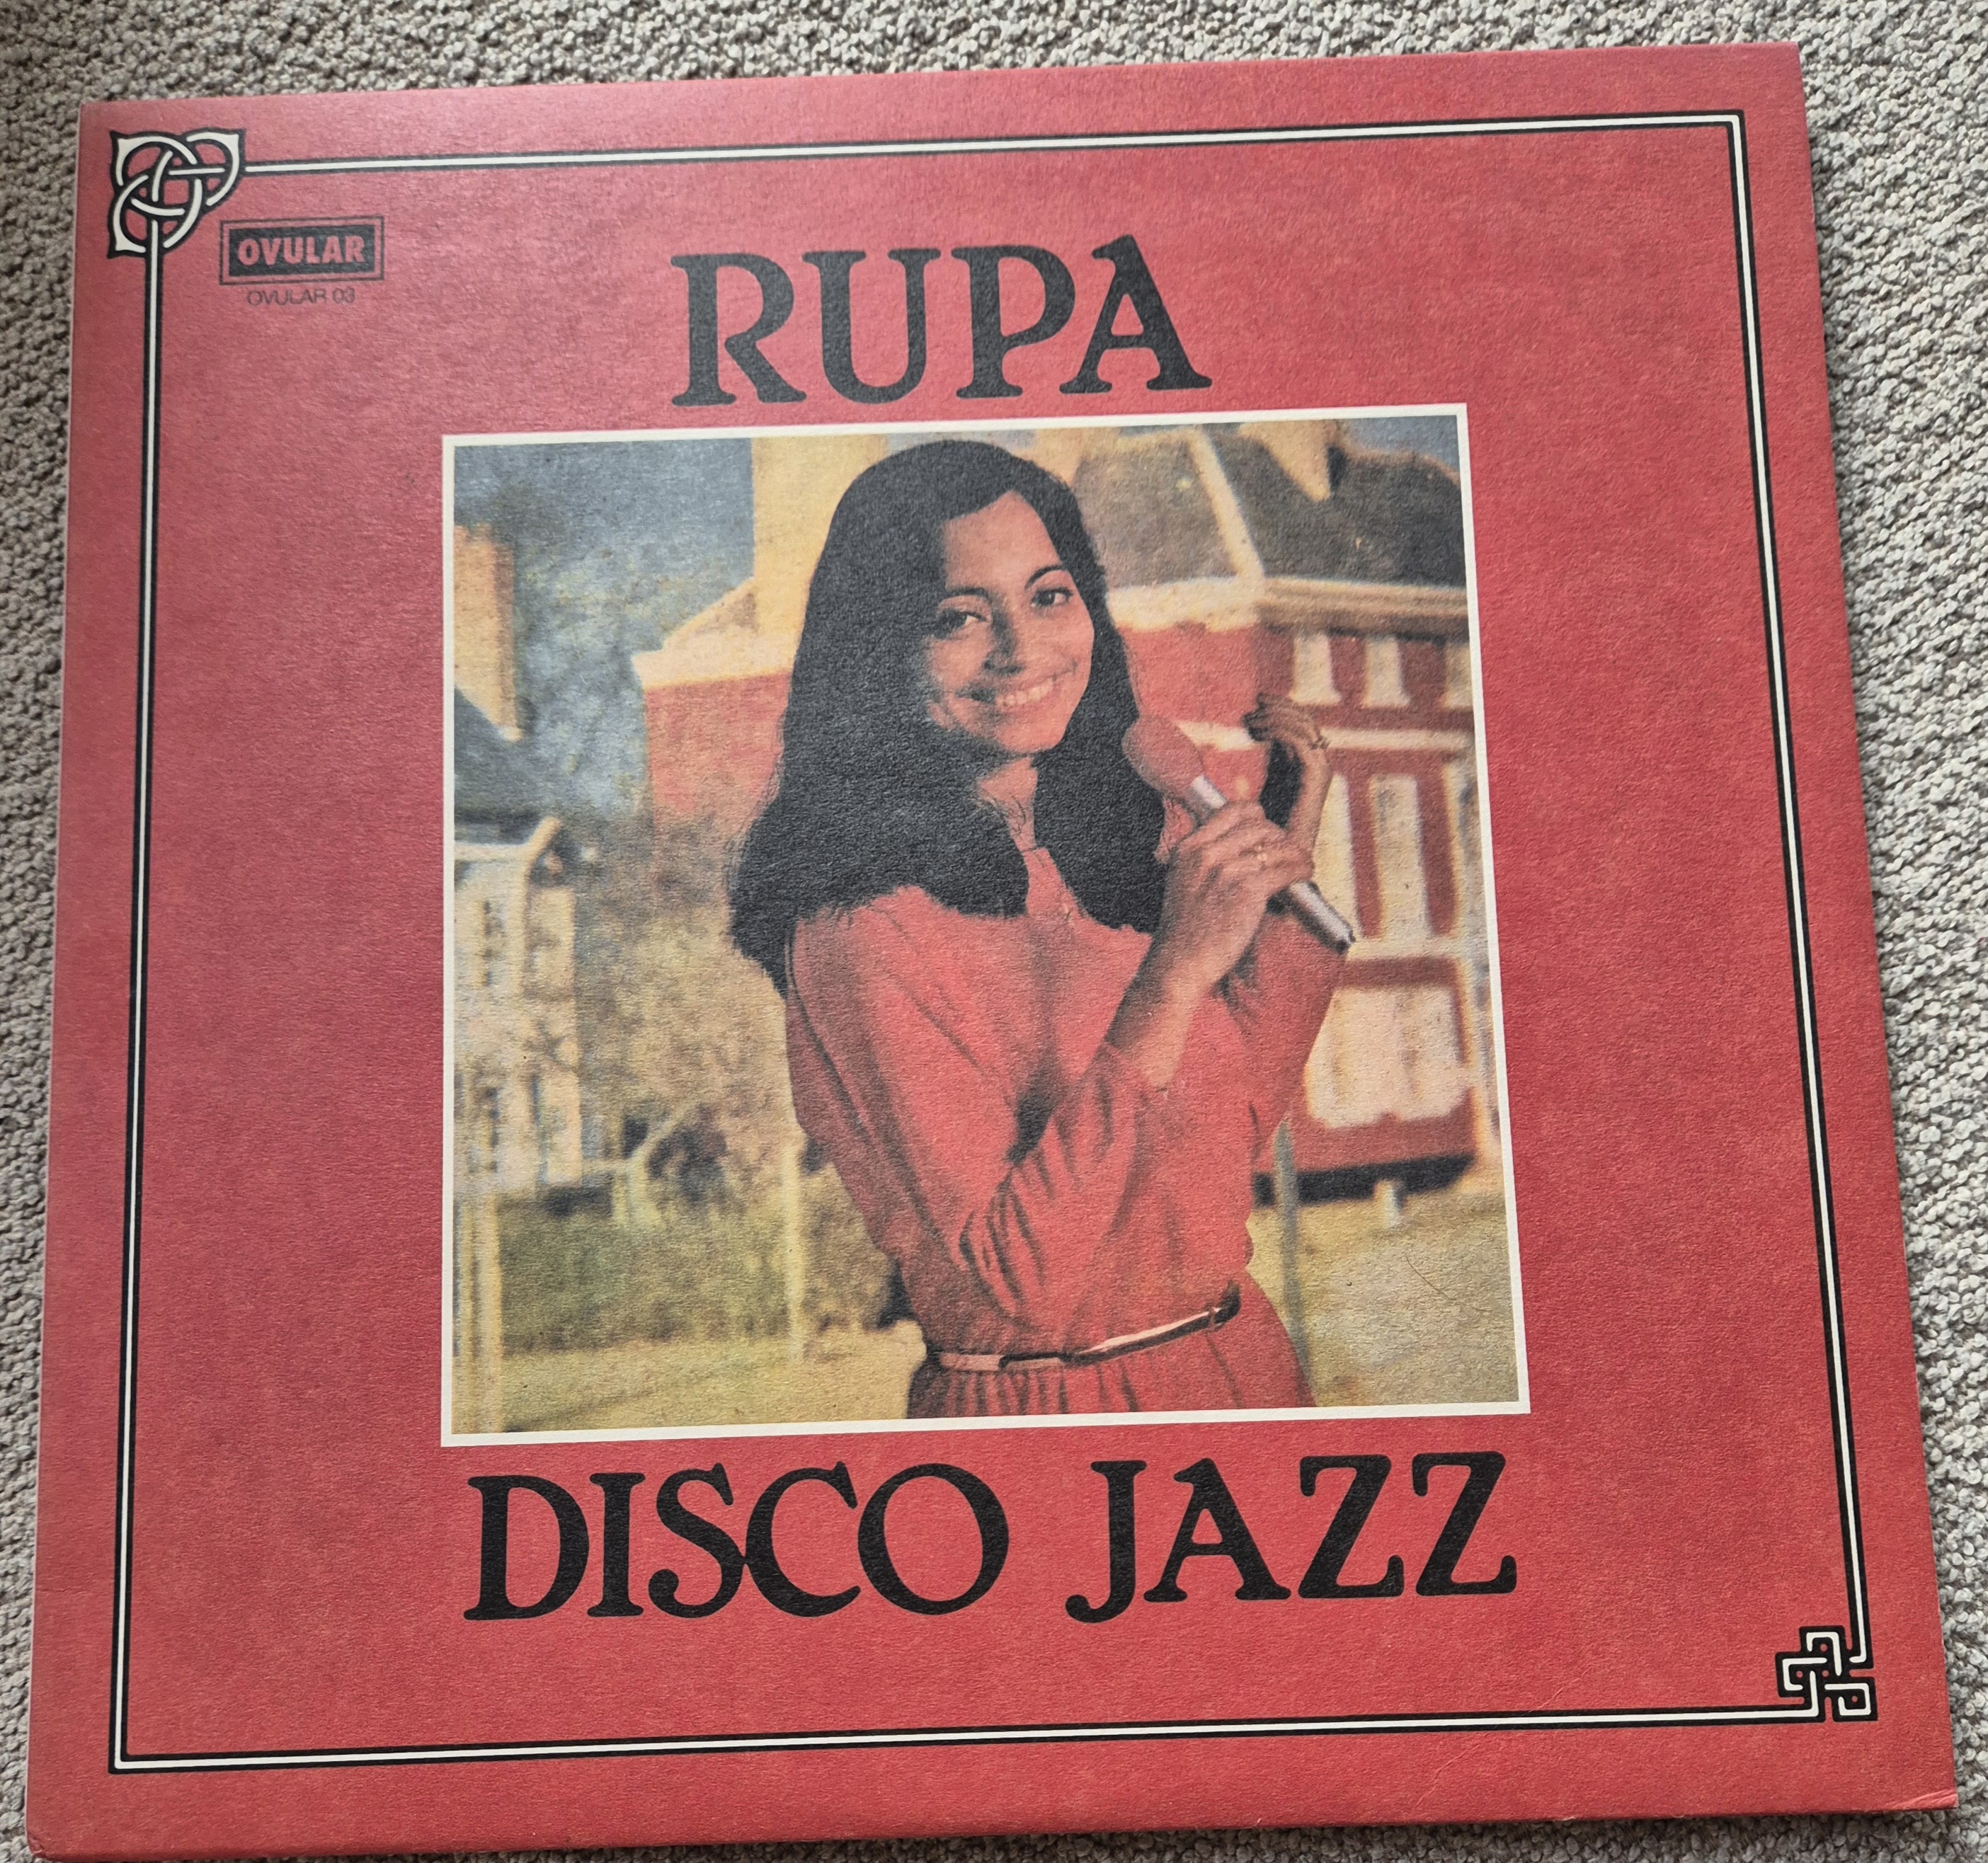 OVULAR
OVULAR 03
RUPA
DISCO JAZZ